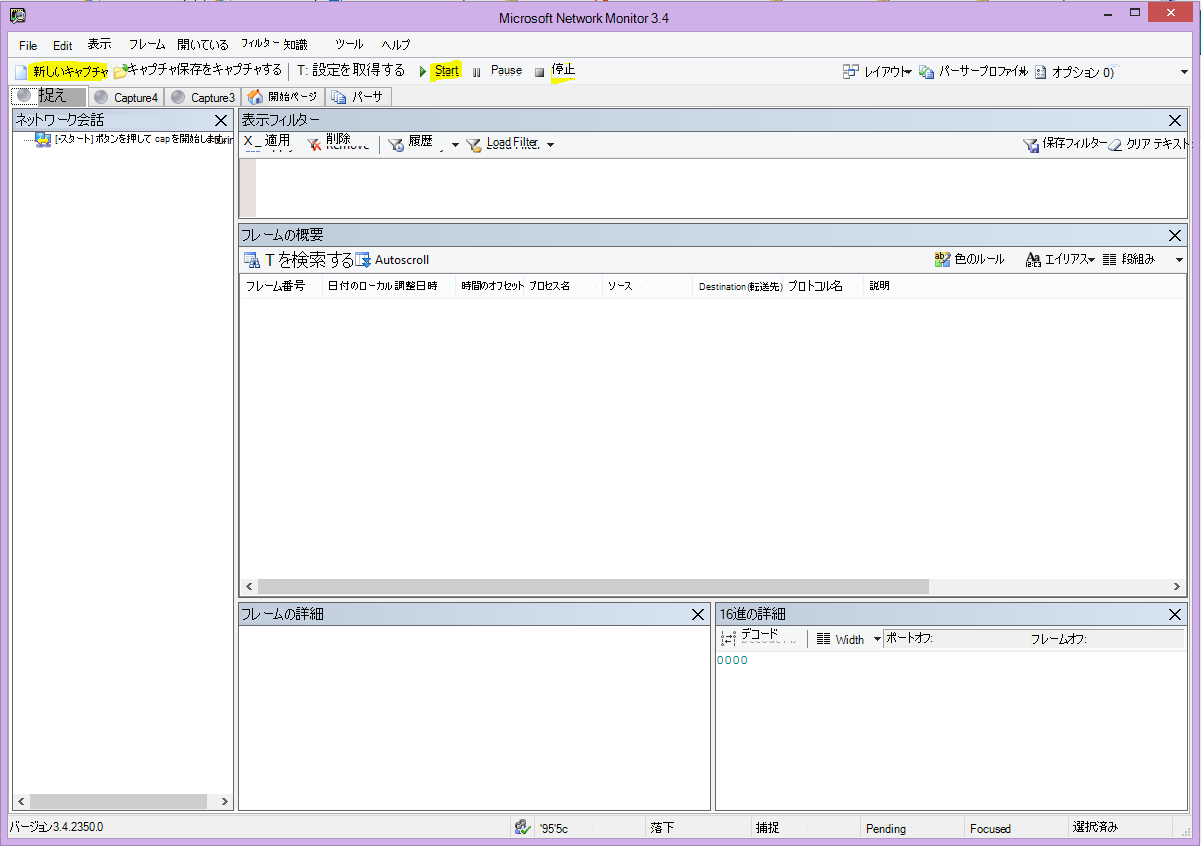 Microsoft Network Monitor 3.4
File Edit 表示 フレーム 開いている フィルター 知識 ツール ヘルプ
新しいキャプチャ キャプチャ保存をキャプチャする T: 設定を取得する Start Pause 停止 レイアウト パーサープロファイル オプション 0)
捉え Capture4 Capture3 開始ページ パーサ
ネットワーク会話
[・スタート] ボタンを押して cap を開始します
表示フィルター
X _ 適用 削除 履歴 Load Filter 保存フィルター クリア テキスト
フレームの概要
T を検索する Autoscroll 色のルール エイリアス 段組み
フレーム番号 日付のローカル調整日時 時間のオフセット プロセス名 ソース Destination(転送先) プロトコル名 説明
フレームの詳細
16進の詳細
デコード Width ポートオフ: フレームオフ:
0000
バージョン3.4.2350.0 '95'5c 落下 捕捉 Pending Focused 選択済み